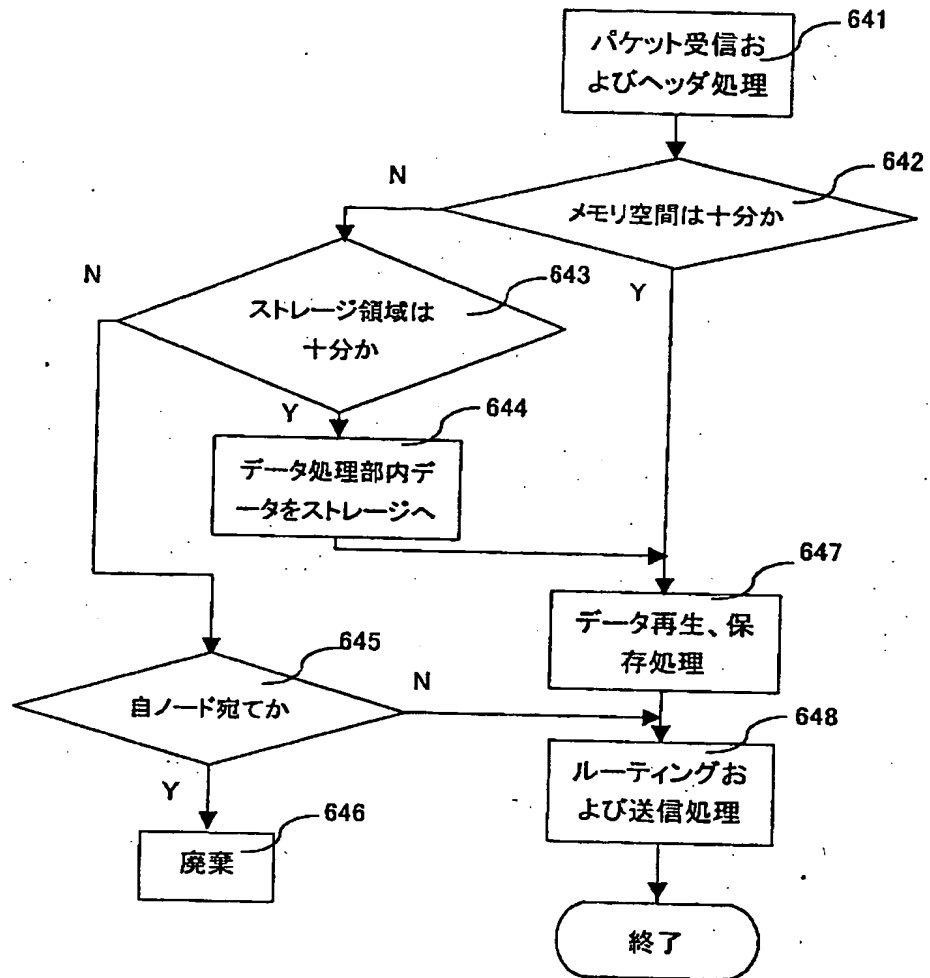 641
パケット受信お
よびヘッダ処理
642
N
メモリ空間は十分か
N
643
Y
ストレージ領域は
十分か
Y
644
データ処理部内デ
ータをストレージへ
647
データ再生、保
存処理
645
N
自ノード宛てか
648
ルーティングお
よび送信処理
Y
646
廃棄
終了